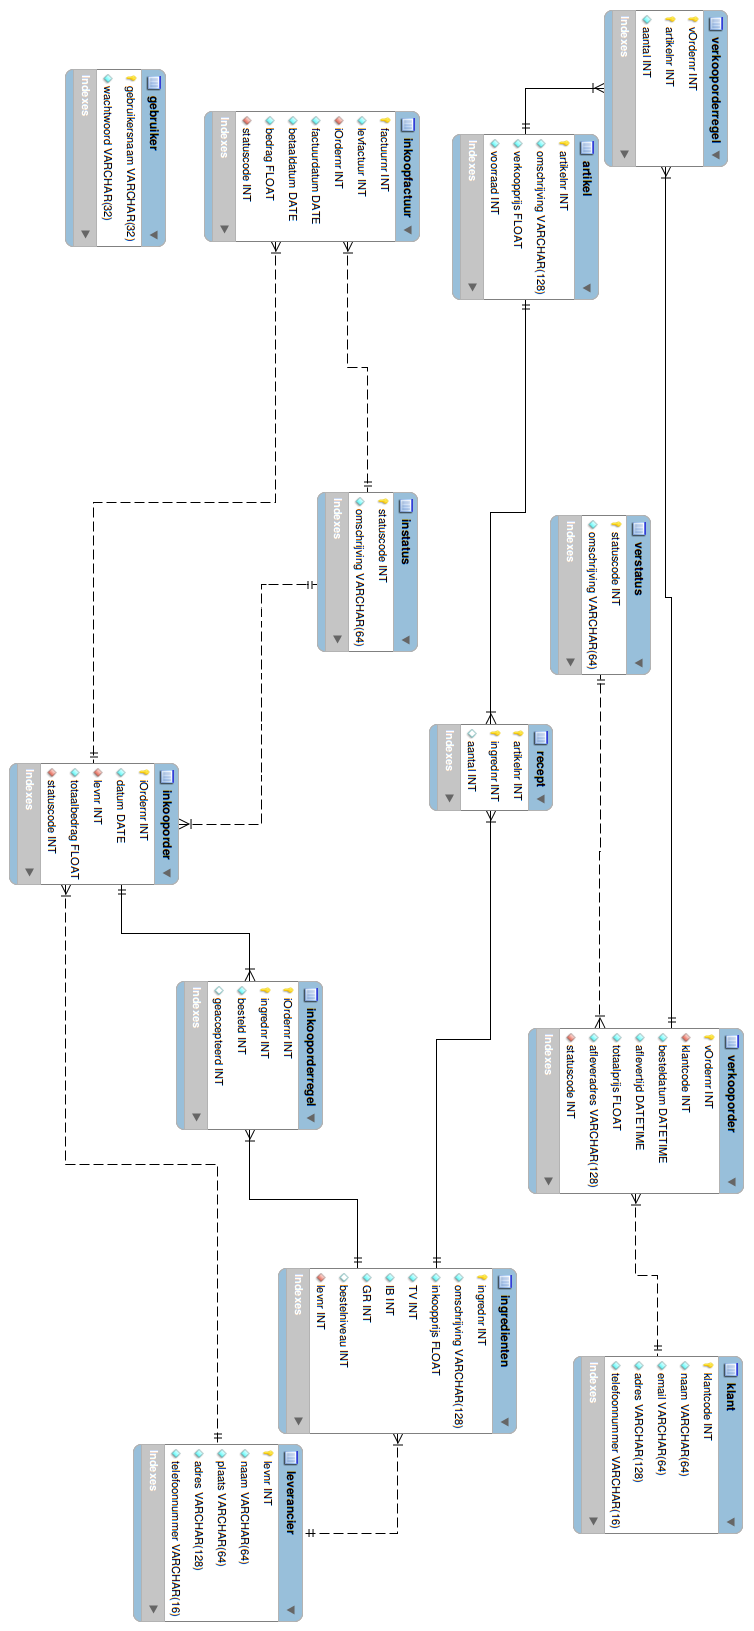 verkooporderregel
vOrdernr INT
artikelnr INT
aantal INT
Indexes
artikel
artikelnr INT
omschrijving VARCHAR(128)
verkoopprijs FLOAT
voorraad INT
Indexes
inkoopfactuur
factuurnr INT
levfactuur INT
iOrdernr INT
factuurdatum DATE
betaaldatum DATE
bedrag FLOAT
statuscode INT
Indexes
gebruiker
gebruikersnaam VARCHAR(32)
wachtwoord VARCHAR(32)
Indexes
verstatus
statuscode INT
omschrijving VARCHAR(64)
Indexes
instatus
statuscode INT
omschrijving VARCHAR(64)
Indexes
recept
artikelnr INT
ingrednr INT
aantal INT
Indexes
inkooporder
iOrdernr INT
datum DATE
levnr INT
totaalbedrag FLOAT
statuscode INT
Indexes
verkooporder
vOrdernr INT
klantcode INT
besteldatum DATETIME
aflevertijd DATETIME
totaalprijs FLOAT
afleveradres VARCHAR(128)
statuscode INT
Indexes
inkooporderregel
iOrdernr INT
ingrednr INT
besteld INT
geaccepteerd INT
Indexes
klant
klantcode INT
naam VARCHAR(64)
email VARCHAR(64)
adres VARCHAR(128)
telefoonnummer VARCHAR(16)
Indexes
ingredienten
ingrednr INT
omschrijving VARCHAR(128)
inkoopprijs FLOAT
TV INT
IB INT
GR INT
bestelniveau INT
levnr INT
Indexes
leverancier
levnr INT
naam VARCHAR(64)
plaats VARCHAR(64)
adres VARCHAR(128)
telefoonnummer VARCHAR(16)
Indexes